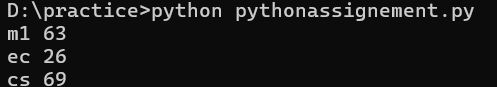 D:\practice>python pythonassignement.py
m1 63
ec 26
cs 69